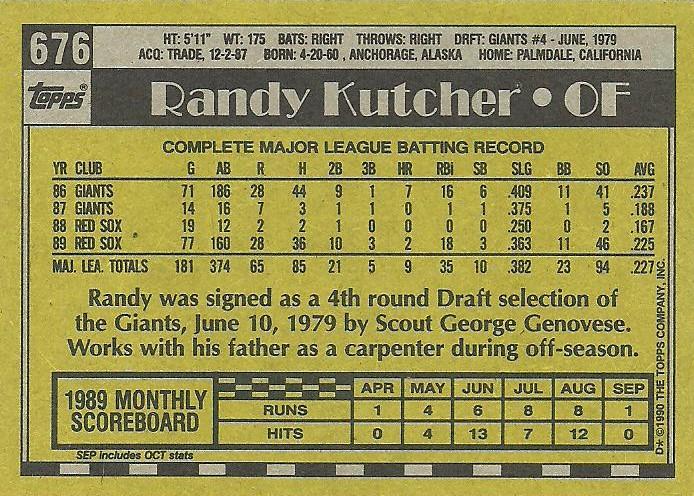 676
HT: 5'11" WT: 175 BATS: RIGHT THROWS: RIGHT DRFT: GIANTS #4 - JUNE, 1979
ACQ: TRADE, 12-2-87 BORN: 4-20-60 , ANCHORAGE, ALASKA HOME: PALMDALE, CALIFORNIA
topps®
Randy Kutcher • OF
COMPLETE MAJOR LEAGUE BATTING RECORD
YR CLUB G AB R H 2B 3B HR RBi SB SLG BB SO AVG
86 GIANTS 71 186 28 44 9 1 7 16 6 .409 11 41 .237
87 GIANTS 14 16 7 3 1 1 0 1 1 .375 1 5 .188
88 RED SOX 19 12 2 2 1 0 0 0 0 .250 0 2 .167
89 RED SOX 77 160 28 36 10 3 2 18 3 .363 11 46 .225
MAJ. LEA. TOTALS 181 374 65 85 21 5 9 35 10 .382 23 94 .227
Randy was signed as a 4th round Draft selection of
the Giants, June 10, 1979 by Scout George Genovese.
Works with his father as a carpenter during off-season.
1989 MONTHLY
SCOREBOARD
APR MAY JUN JUL AUG SEP
RUNS 1 4 6 8 8 1
HITS 0 4 13 7 12 0
SEP includes OCT stats
D* ©1990 THE TOPPS COMPANY, INC.